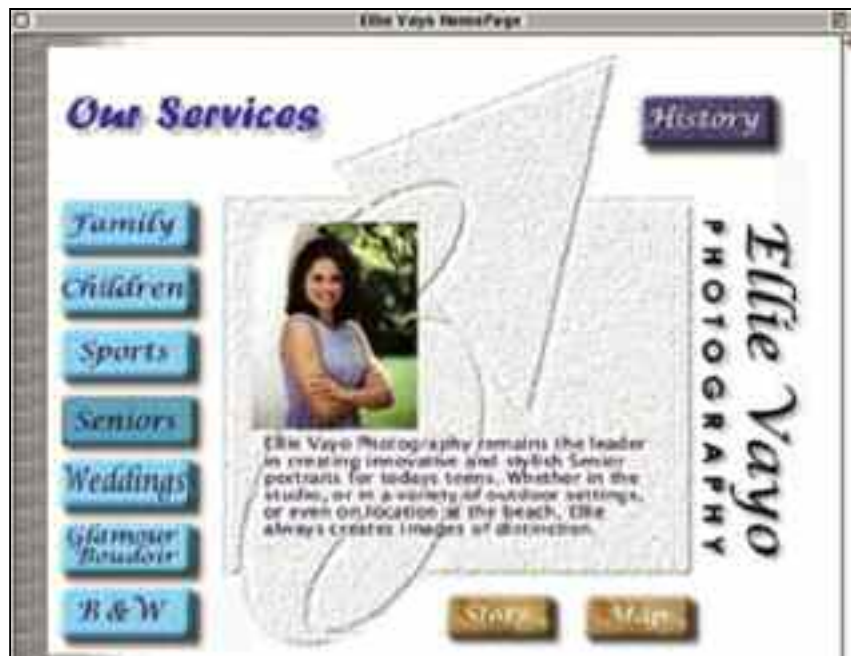 Ellie Vayo HomePage
Our Services
History
Family
Children
Sports
Seniors
Weddings
Glamour
Boudoir
B & W
Ellie Vayo Photography remains the leader
in creating innovative and stylish Senior
portraits for todays teens. Whether in the
studio, or in a variety of outdoor settings,
or even on location at the beach, Ellie
always creates images of distinction.
Map
Ellie Vayo
PHOTOGRAPHY